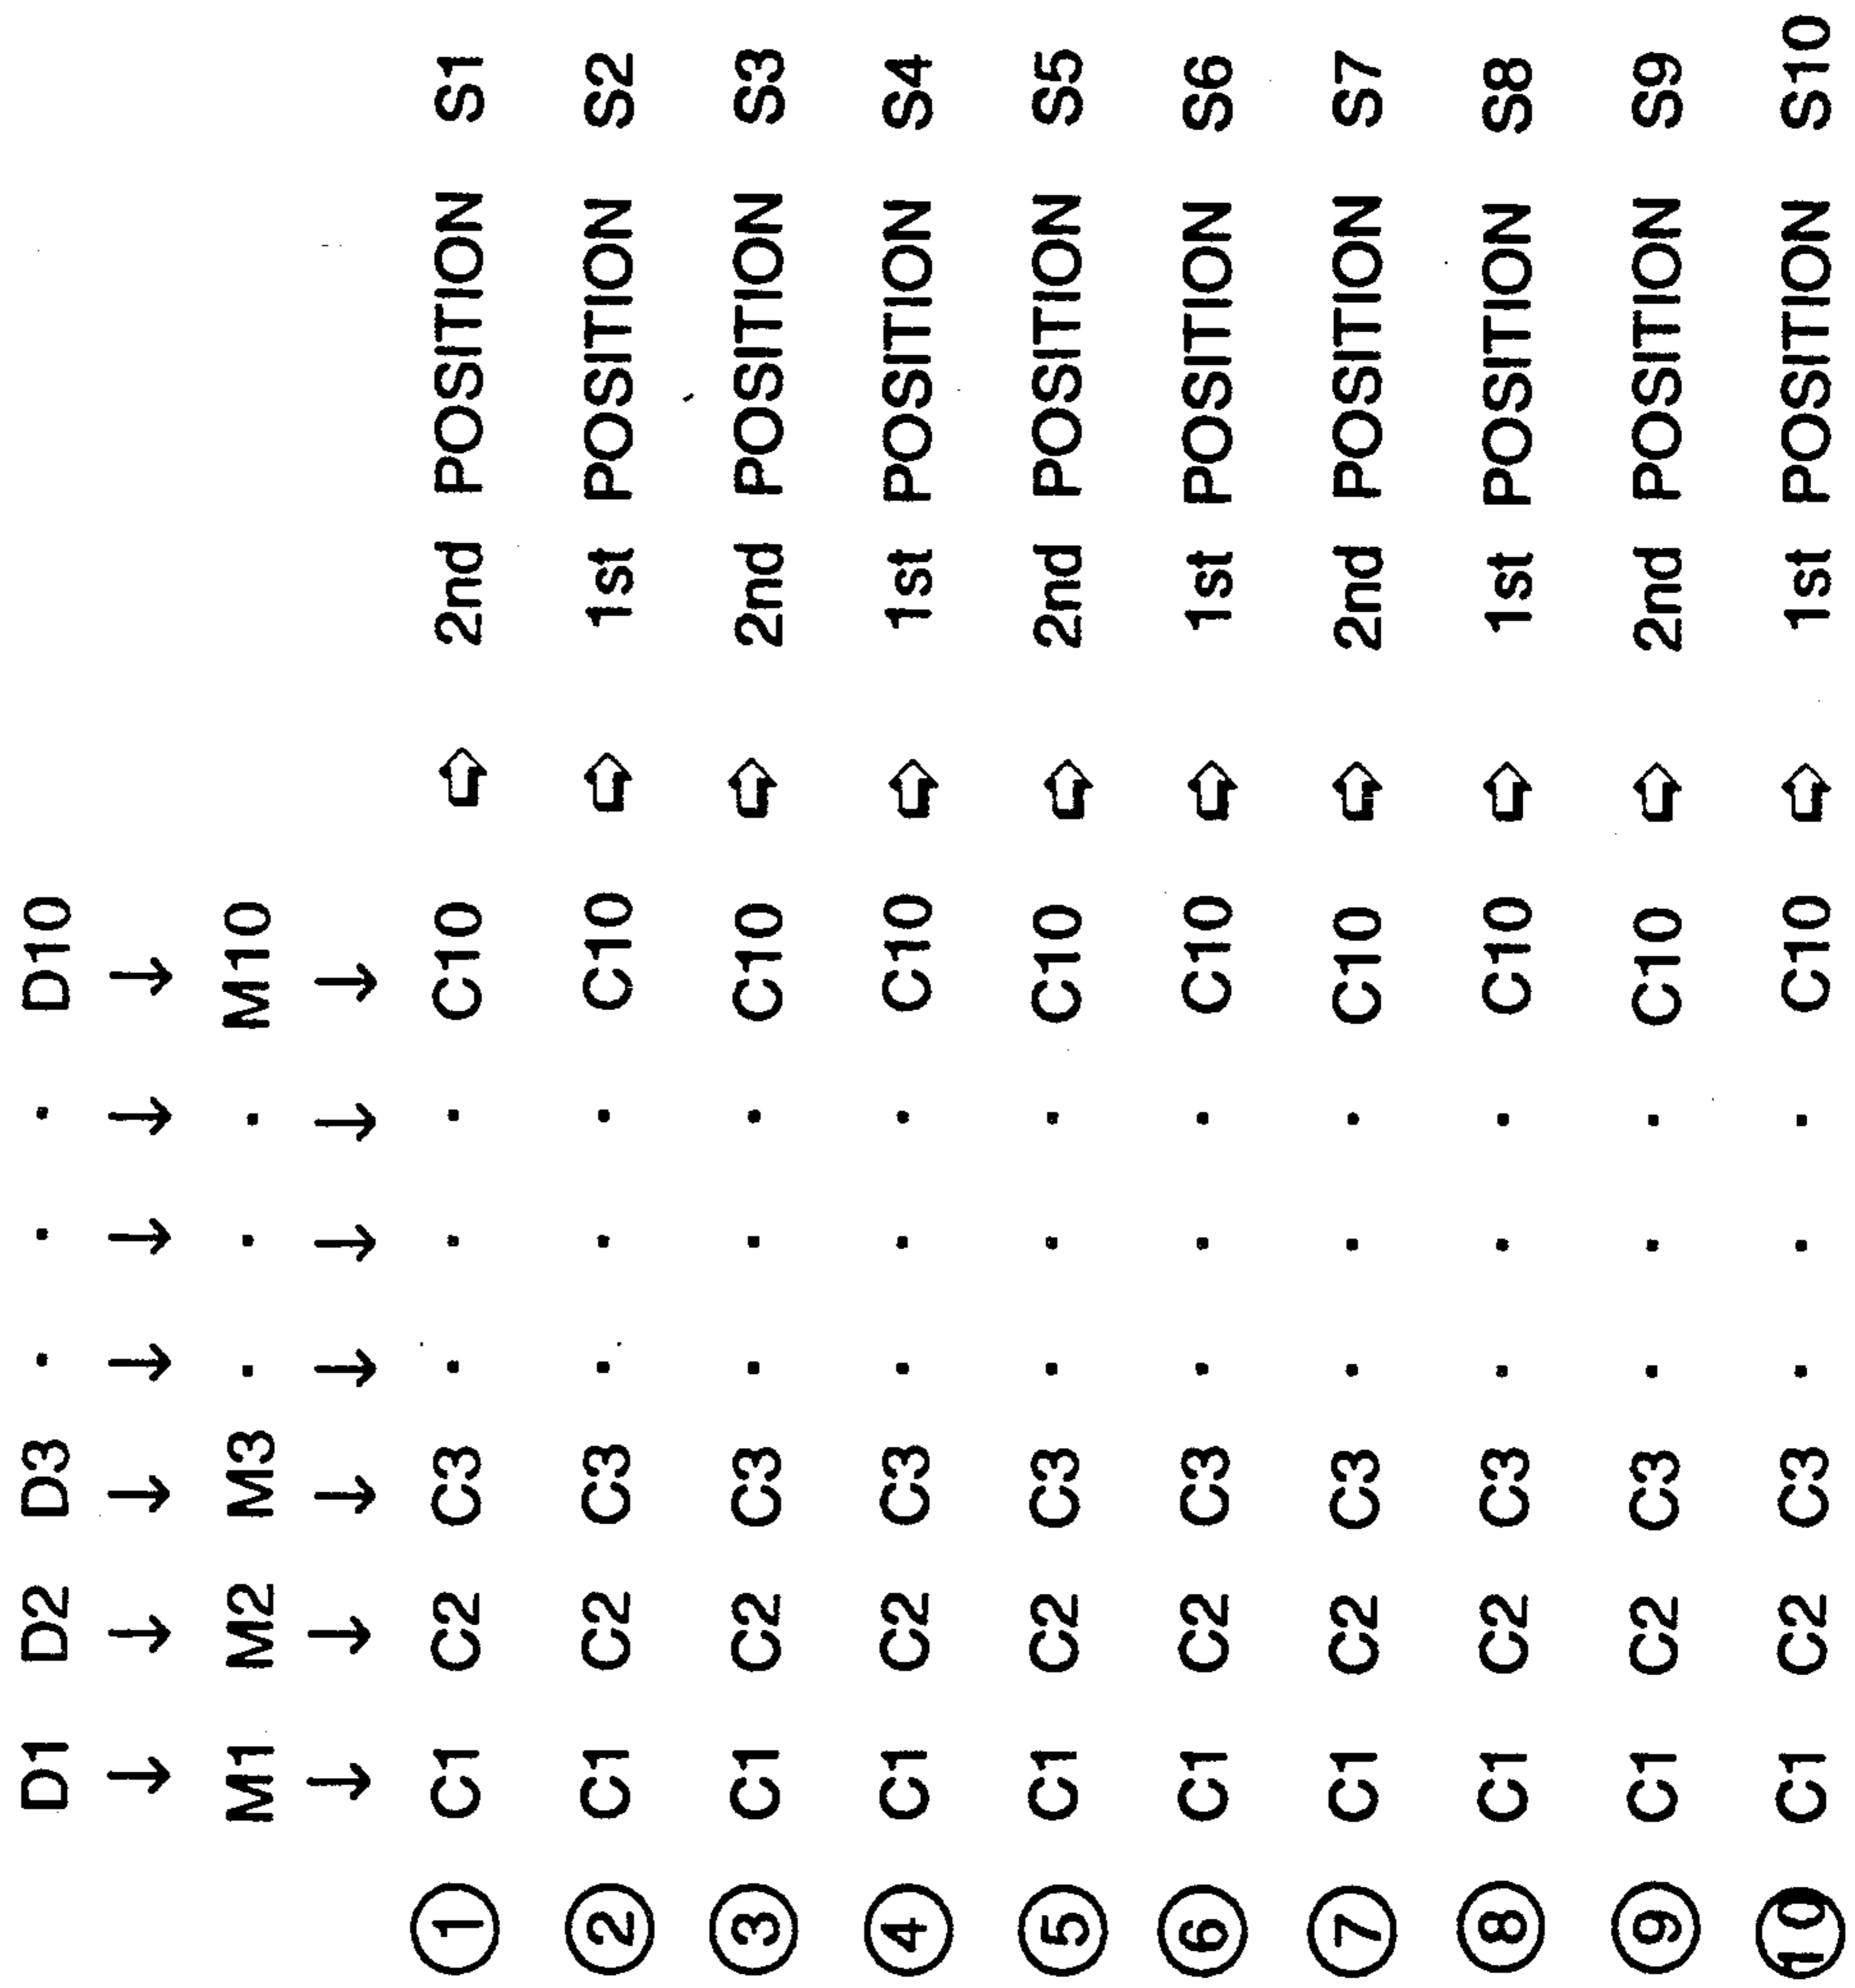 D1 D2 D3 . . . D10
↓ ↓ ↓ ↓ ↓ ↓ ↓
M1 M2 M3 . . . M10
↓ ↓ ↓ ↓ ↓ ↓ ↓
① C1 C2 C3 . . . C10 ⇨ 2nd POSITION S1
② C1 C2 C3 . . . C10 ⇨ 1st POSITION S2
③ C1 C2 C3 . . . C10 ⇨ 2nd POSITION S3
④ C1 C2 C3 . . . C10 ⇨ 1st POSITION S4
⑤ C1 C2 C3 . . . C10 ⇨ 2nd POSITION S5
⑥ C1 C2 C3 . . . C10 ⇨ 1st POSITION S6
⑦ C1 C2 C3 . . . C10 ⇨ 2nd POSITION S7
⑧ C1 C2 C3 . . . C10 ⇨ 1st POSITION S8
⑨ C1 C2 C3 . . . C10 ⇨ 2nd POSITION S9
⑩ C1 C2 C3 . . . C10 ⇨ 1st POSITION S10